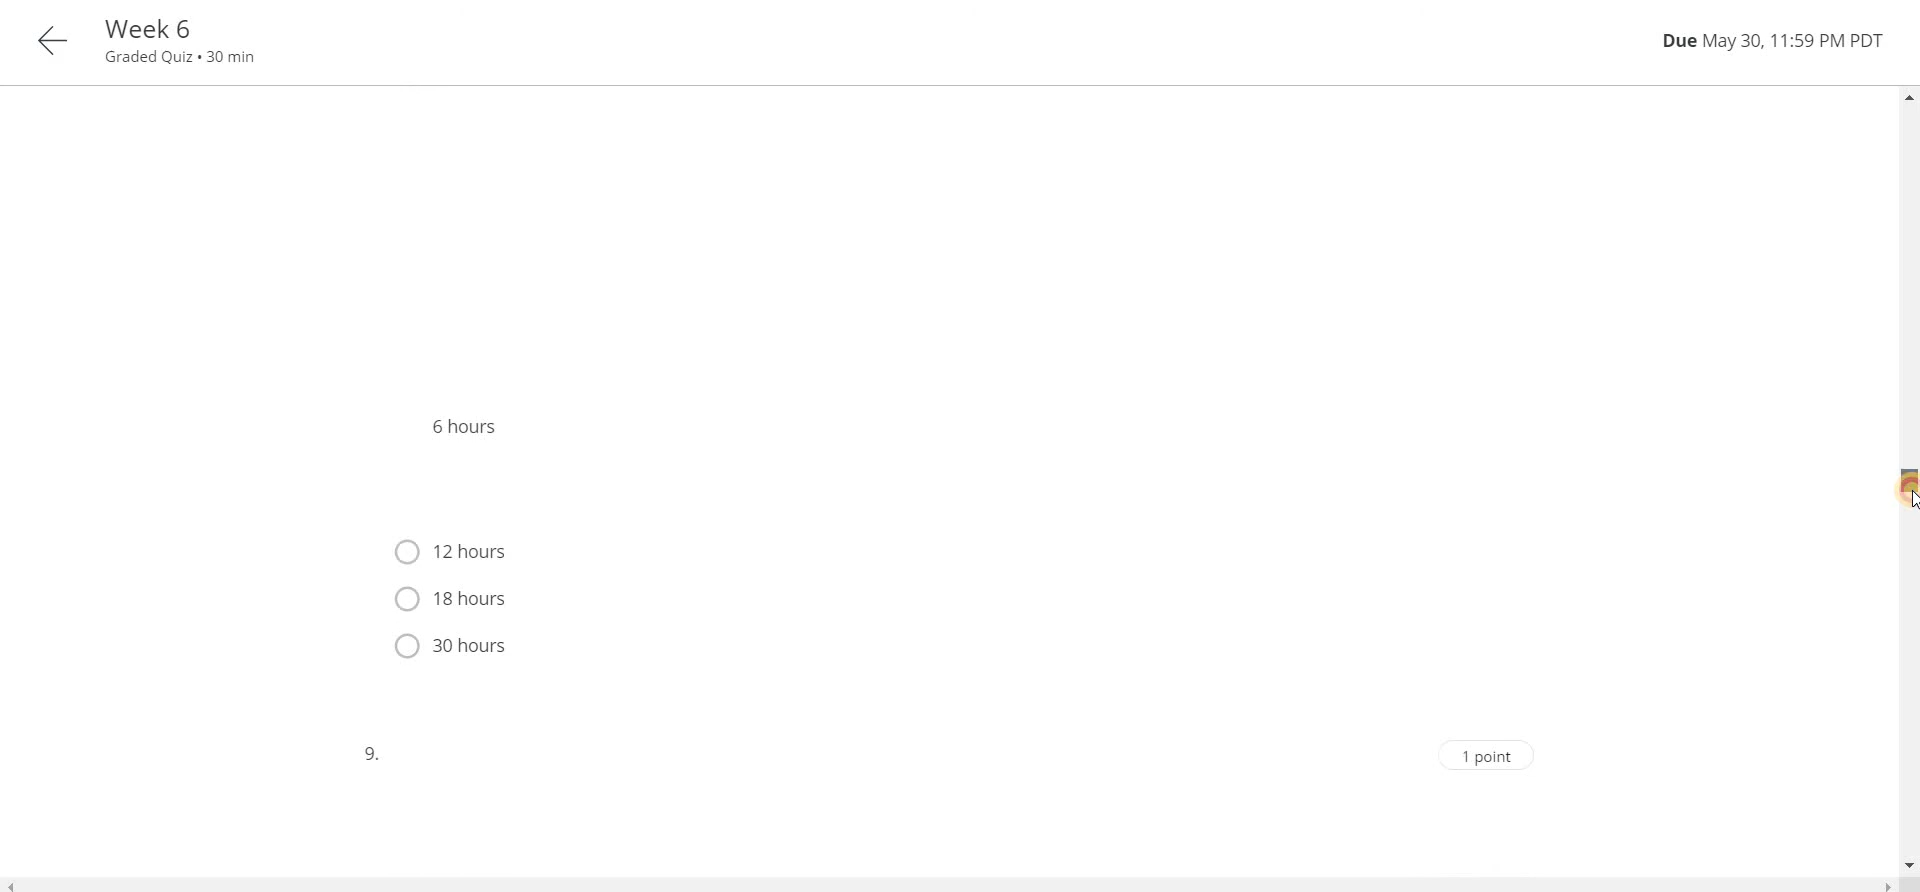 Week 6
Graded Quiz • 30 min
Due May 30, 11:59 PM PDT
6 hours
12 hours
18 hours
30 hours
9.
1 point